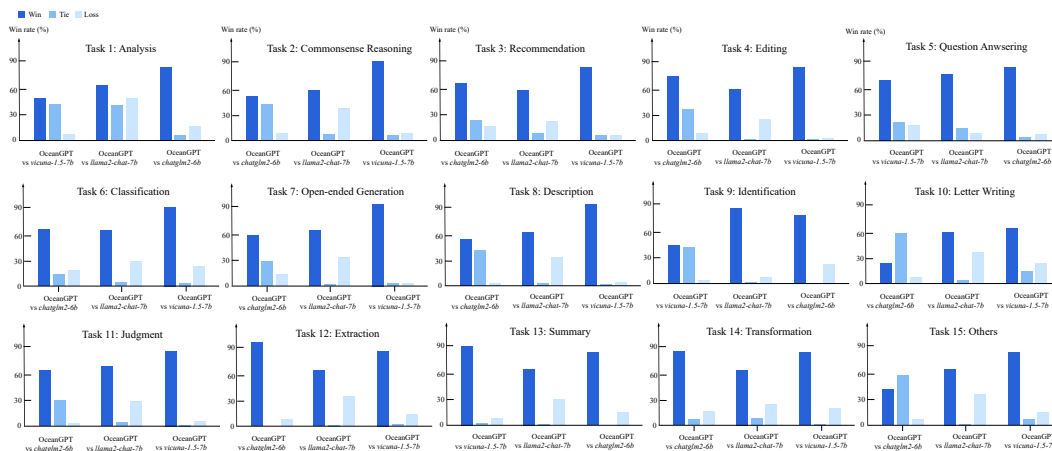 Win Tie Loss
Win rate (%) Win rate (%) Win rate (%) Win rate (%) Win rate (%)
Task 1: Analysis Task 2: Commonsense Reasoning Task 3: Recommendation Task 4: Editing Task 5: Question Anwsering
90 90 90 90 90
60 60 60 60 60
30 30 30 30 30
0 0 0 0 0
OceanGPT OceanGPT OceanGPT OceanGPT OceanGPT OceanGPT OceanGPT OceanGPT OceanGPT OceanGPT OceanGPT OceanGPT OceanGPT OceanGPT OceanGPT
vs vicuna-1.5-7b vs llama2-chat-7b vs chatglm2-6b vs chatglm2-6b vs llama2-chat-7b vs vicuna-1.5-7b vs chatglm2-6b vs llama2-chat-7b vs vicuna-1.5-7b vs chatglm2-6b vs llama2-chat-7b vs vicuna-1.5-7b vs vicuna-1.5-7b vs llama2-chat-7b vs chatglm2-6b
Task 6: Classification Task 7: Open-ended Generation Task 8: Description Task 9: Identification Task 10: Letter Writing
90 90 90 90 90
60 60 60 60 60
30 30 30 30 30
0 0 0 0 0
OceanGPT OceanGPT OceanGPT OceanGPT OceanGPT OceanGPT OceanGPT OceanGPT OceanGPT OceanGPT OceanGPT OceanGPT OceanGPT OceanGPT OceanGPT
vs chatglm2-6b vs llama2-chat-7b vs vicuna-1.5-7b vs chatglm2-6b vs llama2-chat-7b vs vicuna-1.5-7b vs chatglm2-6b vs llama2-chat-7b vs vicuna-1.5-7b vs vicuna-1.5-7b vs llama2-chat-7b vs chatglm2-6b vs chatglm2-6b vs llama2-chat-7b vs vicuna-1.5-7b
Task 11: Judgment Task 12: Extraction Task 13: Summary Task 14: Transformation Task 15: Others
90 90 90 90 90
60 60 60 60 60
30 30 30 30 30
0 0 0 0 0
OceanGPT OceanGPT OceanGPT OceanGPT OceanGPT OceanGPT OceanGPT OceanGPT OceanGPT OceanGPT OceanGPT OceanGPT OceanGPT OceanGPT OceanGPT
vs chatglm2-6b vs llama2-chat-7b vs vicuna-1.5-7b vs chatglm2-6b vs llama2-chat-7b vs vicuna-1.5-7b vs vicuna-1.5-7b vs llama2-chat-7b vs chatglm2-6b vs chatglm2-6b vs llama2-chat-7b vs vicuna-1.5-7b vs chatglm2-6b vs llama2-chat-7b vs vicuna-1.5-7b